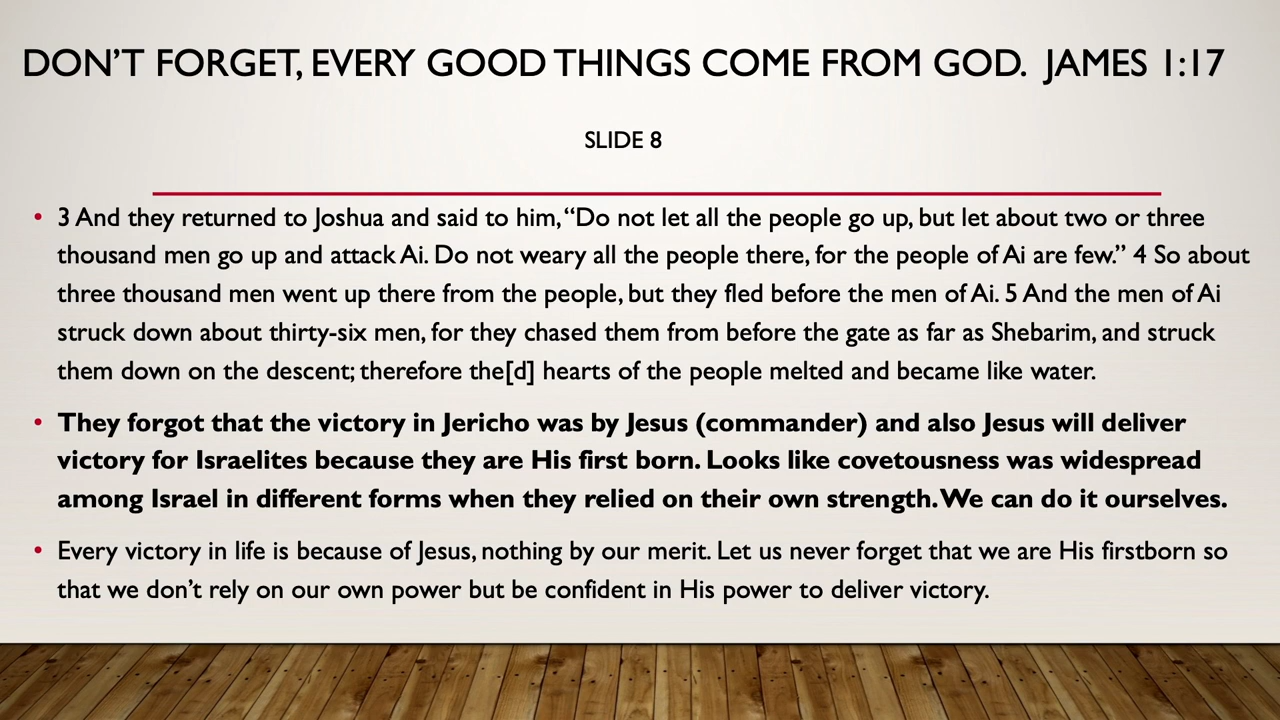 DON’T FORGET, EVERY GOOD THINGS COME FROM GOD. JAMES 1:17
SLIDE 8
• 3 And they returned to Joshua and said to him, “Do not let all the people go up, but let about two or three
thousand men go up and attack Ai. Do not weary all the people there, for the people of Ai are few.” 4 So about
three thousand men went up there from the people, but they fled before the men of Ai. 5 And the men of Ai
struck down about thirty-six men, for they chased them from before the gate as far as Shebarim, and struck
them down on the descent; therefore the[d] hearts of the people melted and became like water.
• They forgot that the victory in Jericho was by Jesus (commander) and also Jesus will deliver
victory for Israelites because they are His first born. Looks like covetousness was widespread
among Israel in different forms when they relied on their own strength. We can do it ourselves.
• Every victory in life is because of Jesus, nothing by our merit. Let us never forget that we are His firstborn so
that we don’t rely on our own power but be confident in His power to deliver victory.